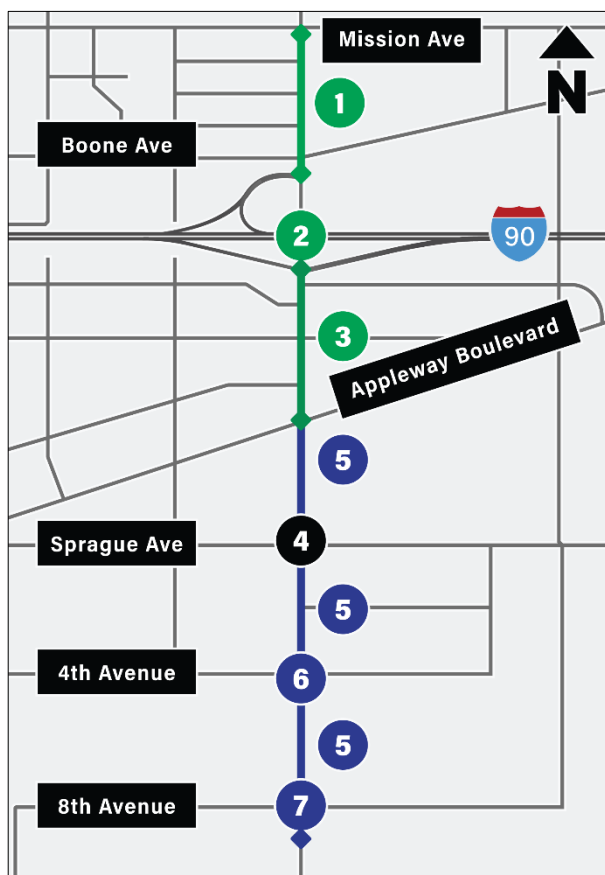 Mission Ave
N
1
Boone Ave
2
90
3
Appleway Boulevard
5
4
Sprague Ave
5
4th Avenue
6
5
8th Avenue
7